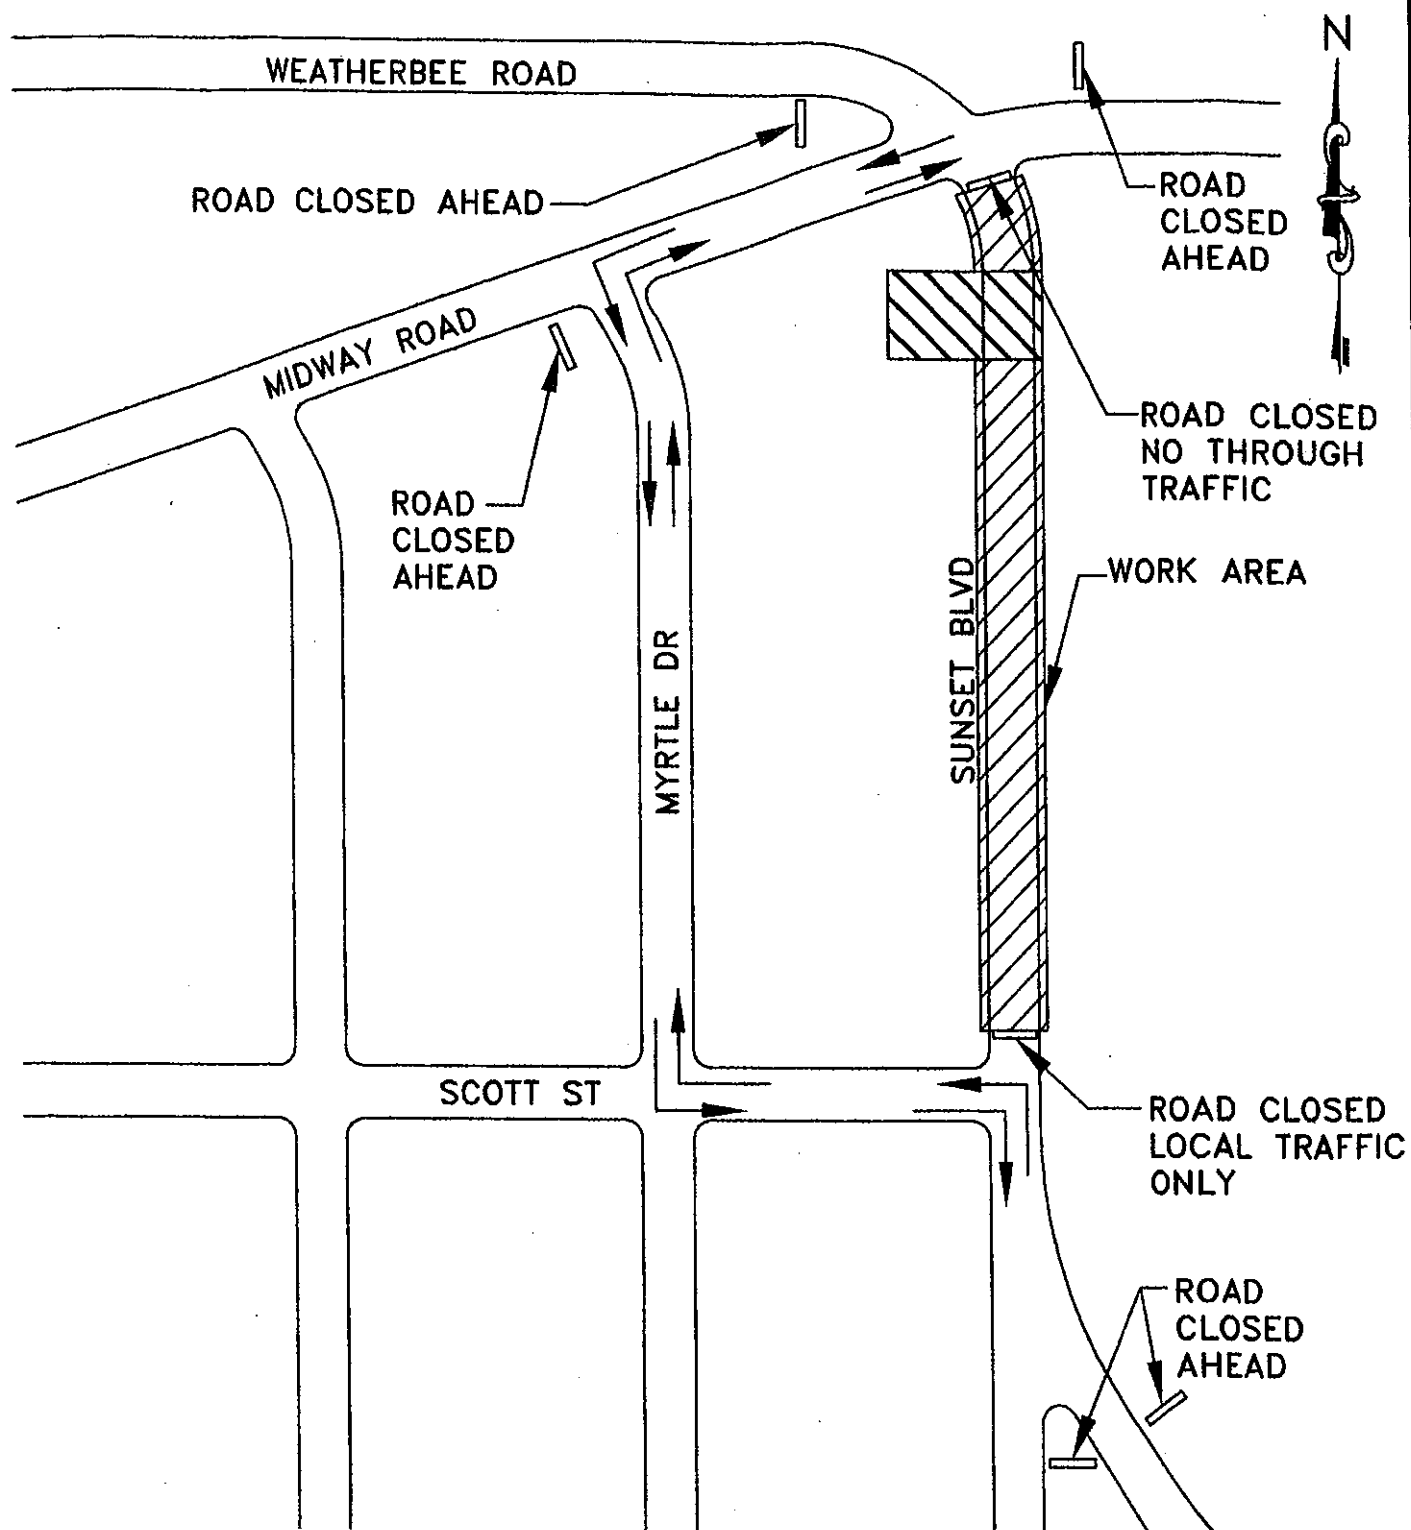 N
WEATHERBEE ROAD
ROAD CLOSED AHEAD
ROAD
CLOSED
AHEAD
MIDWAY ROAD
ROAD CLOSED
NO THROUGH
TRAFFIC
ROAD
CLOSED
AHEAD
WORK AREA
SUNSET BLVD
MYRTLE DR
SCOTT ST
ROAD CLOSED
LOCAL TRAFFIC
ONLY
ROAD
CLOSED
AHEAD